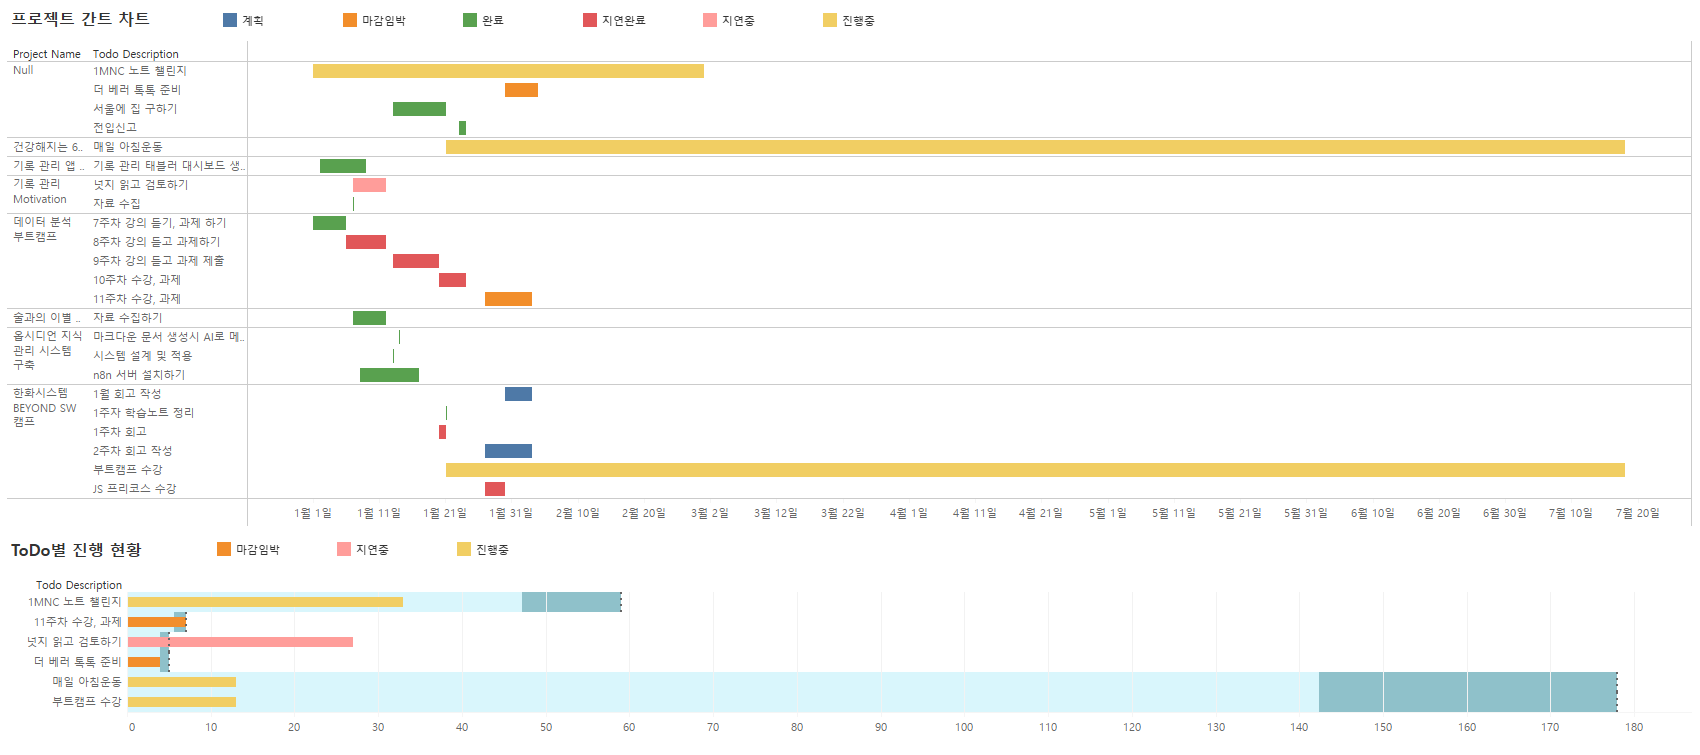 프로젝트 간트 차트
계획
마감임박
완료
지연완료
지연중
진행중
Project Name
Todo Description
Null
1MNC 노트 챌린지
더 베러 톡톡 준비
서울에 집 구하기
전입신고
건강해지는 6..
매일 아침운동
기록 관리 앱 ..
기록 관리 태블러 대시보드 생..
기록 관리
Motivation
넛지 읽고 검토하기
자료 수집
데이터 분석
부트캠프
7주차 강의 듣기, 과제 하기
8주차 강의 듣고 과제하기
9주차 강의 듣고 과제 제출
10주차 수강, 과제
11주차 수강, 과제
술과의 이별 ..
자료 수집하기
옵시디언 지식
관리 시스템
구축
마크다운 문서 생성시 AI로 메..
시스템 설계 및 적용
n8n 서버 설치하기
한화시스템
BEYOND SW
캠프
1월 회고 작성
1주차 학습노트 정리
1주차 회고
2주차 회고 작성
부트캠프 수강
JS 프리코스 수강
1월 1일
1월 11일
1월 21일
1월 31일
2월 10일
2월 20일
3월 2일
3월 12일
3월 22일
4월 1일
4월 11일
4월 21일
5월 1일
5월 11일
5월 21일
5월 31일
6월 10일
6월 20일
6월 30일
7월 10일
7월 20일
ToDo별 진행 현황
마감임박
지연중
진행중
Todo Description
1MNC 노트 챌린지
11주차 수강, 과제
넛지 읽고 검토하기
더 베러 톡톡 준비
매일 아침운동
부트캠프 수강
0
10
20
30
40
50
60
70
80
90
100
110
120
130
140
150
160
170
180